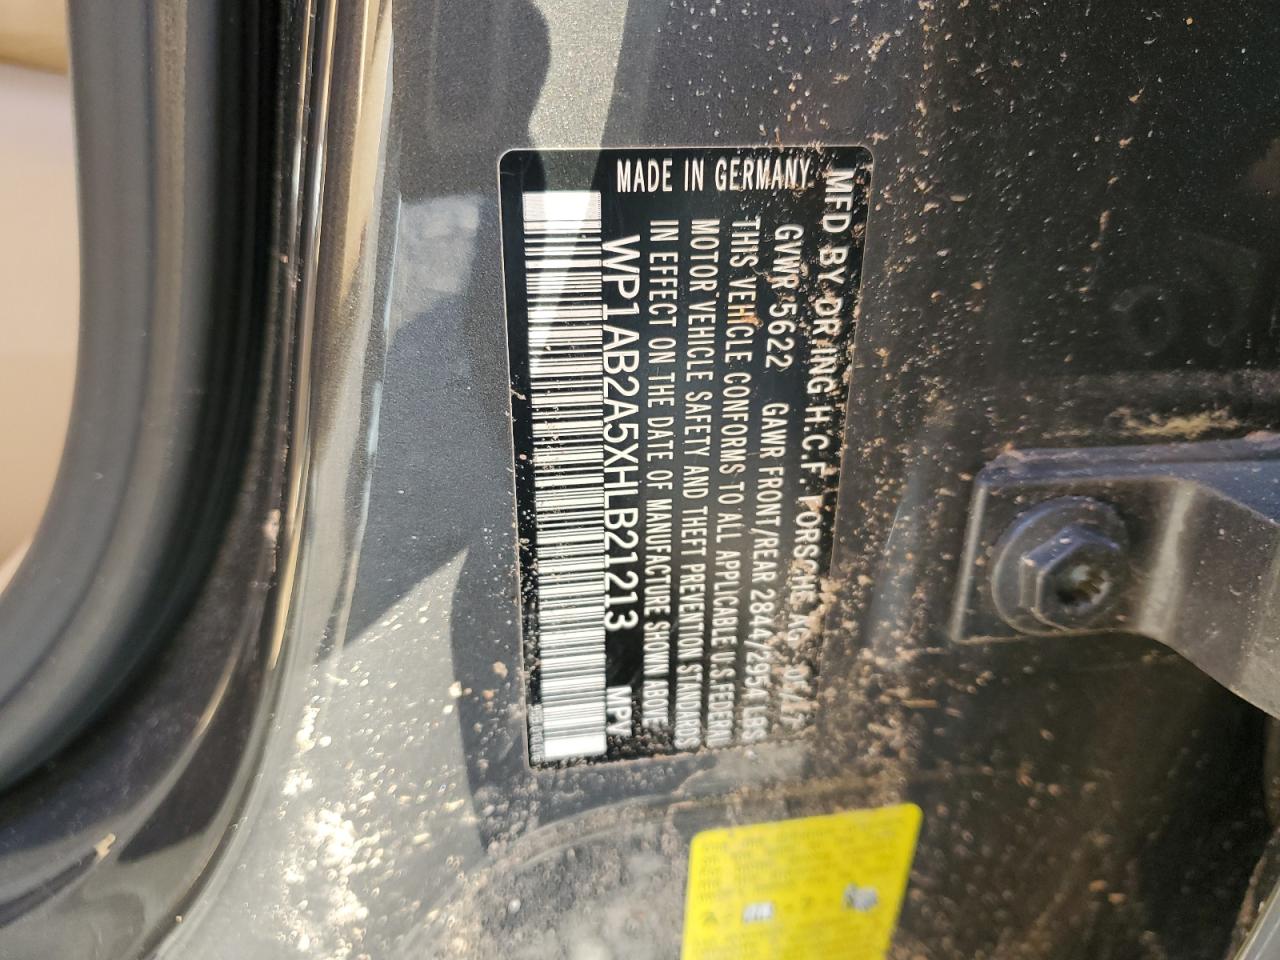 MFD BY DR ING H.C.F. PORSCHE AG
GVWR 5622 GAWR FRONT/REAR 2844/2954 LBS
THIS VEHICLE CONFORMS TO ALL APPLICABLE U.S. FEDERAL
MOTOR VEHICLE SAFETY AND THEFT PREVENTION STANDARDS
IN EFFECT ON THE DATE OF MANUFACTURE SHOWN ABOVE
WP1AB2A5XHLB21213 MPV
MADE IN GERMANY